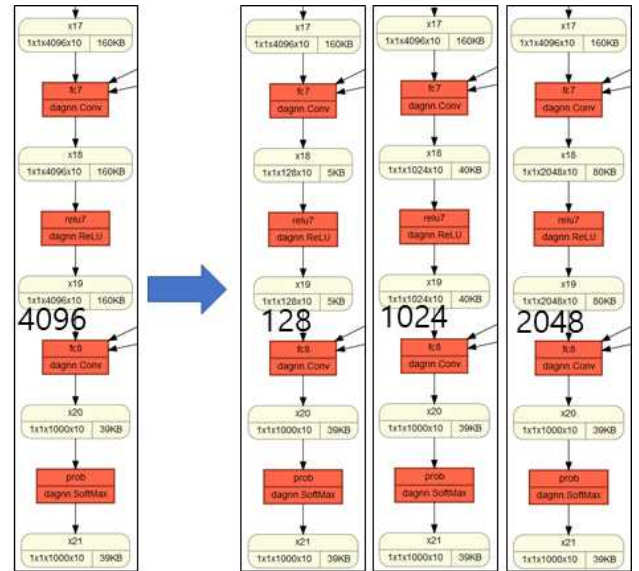 x17
1x1x4096x10 160KB
fc7
dagnn.Conv
x18
1x1x4096x10 160KB
relu7
dagnn.ReLU
x19
1x1x4096x10 160KB
4096
fc8
dagnn.Conv
x20
1x1x1000x10 39KB
prob
dagnn.SoftMax
x21
1x1x1000x10 39KB
x17
1x1x4096x10 160KB
fc7
dagnn.Conv
x18
1x1x128x10 5KB
relu7
dagnn.ReLU
x19
1x1x128x10 5KB
128
fc8
dagnn.Conv
x20
1x1x1000x10 39KB
prob
dagnn.SoftMax
x21
1x1x1000x10 39KB
x17
1x1x4096x10 160KB
fc7
dagnn.Conv
x18
1x1x1024x10 40KB
relu7
dagnn.ReLU
x19
1x1x1024x10 40KB
1024
fc8
dagnn.Conv
x20
1x1x1000x10 39KB
prob
dagnn.SoftMax
x21
1x1x1000x10 39KB
x17
1x1x4096x10 160KB
fc7
dagnn.Conv
x18
1x1x2048x10 80KB
relu7
dagnn.ReLU
x19
1x1x2048x10 80KB
2048
fc8
dagnn.Conv
x20
1x1x1000x10 39KB
prob
dagnn.SoftMax
x21
1x1x1000x10 39KB